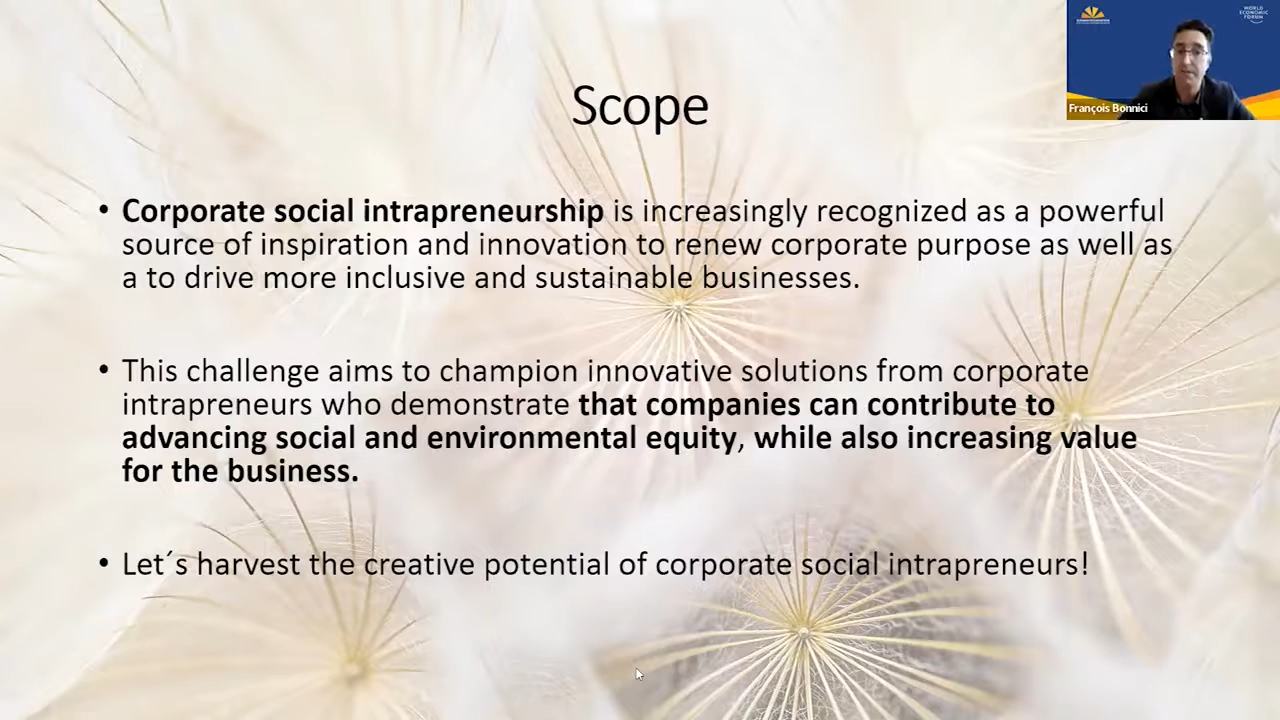 Scope
• Corporate social intrapreneurship is increasingly recognized as a powerful
source of inspiration and innovation to renew corporate purpose as well as
a to drive more inclusive and sustainable businesses.
• This challenge aims to champion innovative solutions from corporate
intrapreneurs who demonstrate that companies can contribute to
advancing social and environmental equity, while also increasing value
for the business.
• Let´s harvest the creative potential of corporate social intrapreneurs!
WORLD
ECONOMIC
FORUM
François Bonnici